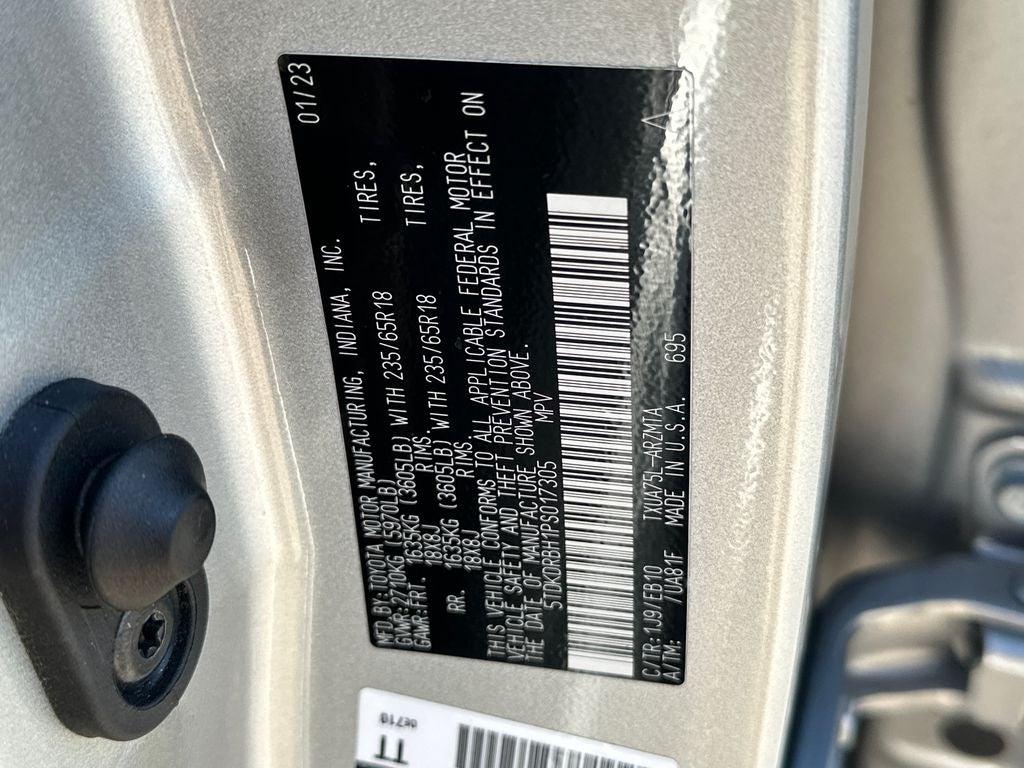 MFD.BY:TOYOTA MOTOR MANUFACTURING, INDIANA, INC. 01/23
GVWR:2710KG (5970LB)
GAWR:FRT. 1635KG (3605LB) WITH 235/65R18 TIRES,
18X8J RIMS.
RR. 1635KG (3605LB) WITH 235/65R18 TIRES,
18X8J RIMS.
THIS VEHICLE CONFORMS TO ALL APPLICABLE FEDERAL MOTOR
VEHICLE SAFETY AND THEFT PREVENTION STANDARDS IN EFFECT ON
THE DATE OF MANUFACTURE SHOWN ABOVE.
5TDKDRBH1PS017305 MPV
C/TR:1J9/EB10 TXUA75L-ARZMTA
A/TM: /UA81F MADE IN U.S.A. 695
TT